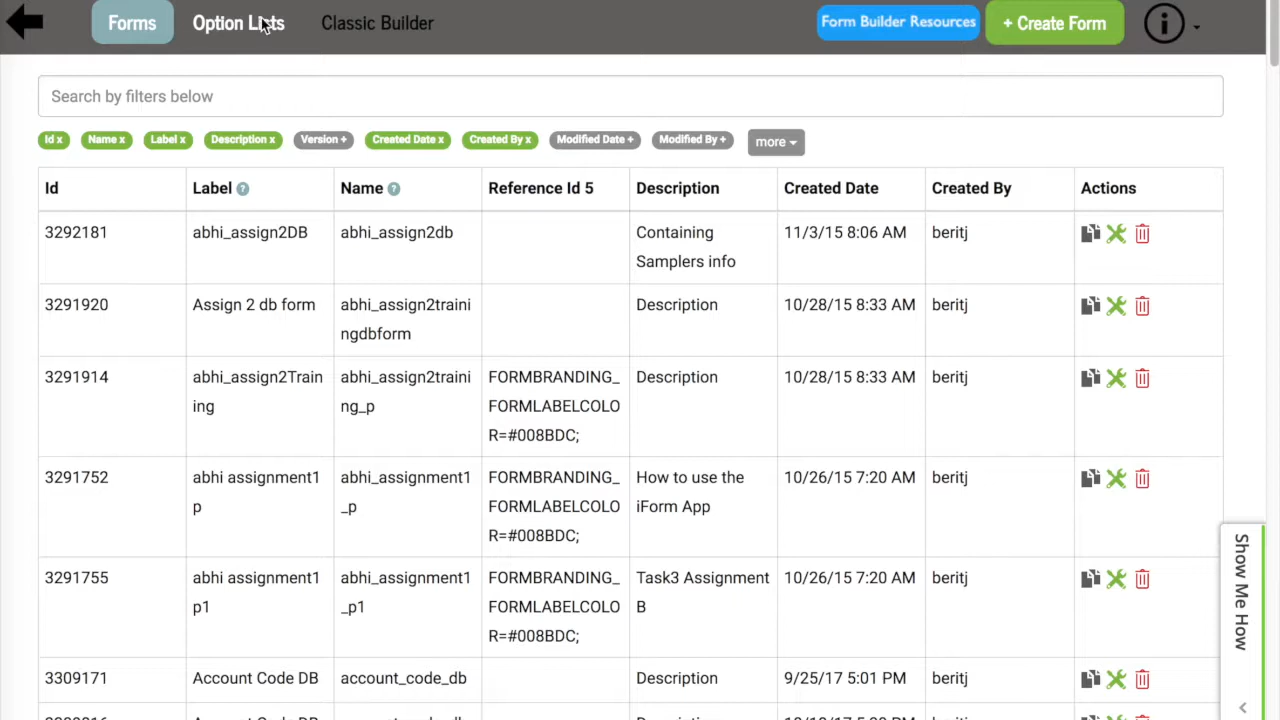 Forms Option Lists Classic Builder Form Builder Resources + Create Form
Search by filters below
Id x Name x Label x Description x Version + Created Date x Created By x Modified Date + Modified By + more
Id Label ? Name ? Reference Id 5 Description Created Date Created By Actions
3292181 abhi_assign2DB abhi_assign2db Containing 11/3/15 8:06 AM beritj
Samplers info
3291920 Assign 2 db form abhi_assign2traini Description 10/28/15 8:33 AM beritj
ngdbform
3291914 abhi_assign2Train abhi_assign2traini FORMBRANDING_ Description 10/28/15 8:33 AM beritj
ing ng_p FORMLABELCOLO
R=#008BDC;
3291752 abhi assignment1 abhi_assignment1 FORMBRANDING_ How to use the 10/26/15 7:20 AM beritj
p _p FORMLABELCOLO iForm App
R=#008BDC;
3291755 abhi assignment1 abhi_assignment1 FORMBRANDING_ Task3 Assignment 10/26/15 7:20 AM beritj
p1 _p1 FORMLABELCOLO B
R=#008BDC;
3309171 Account Code DB account_code_db Description 9/25/17 5:01 PM beritj
Show Me How